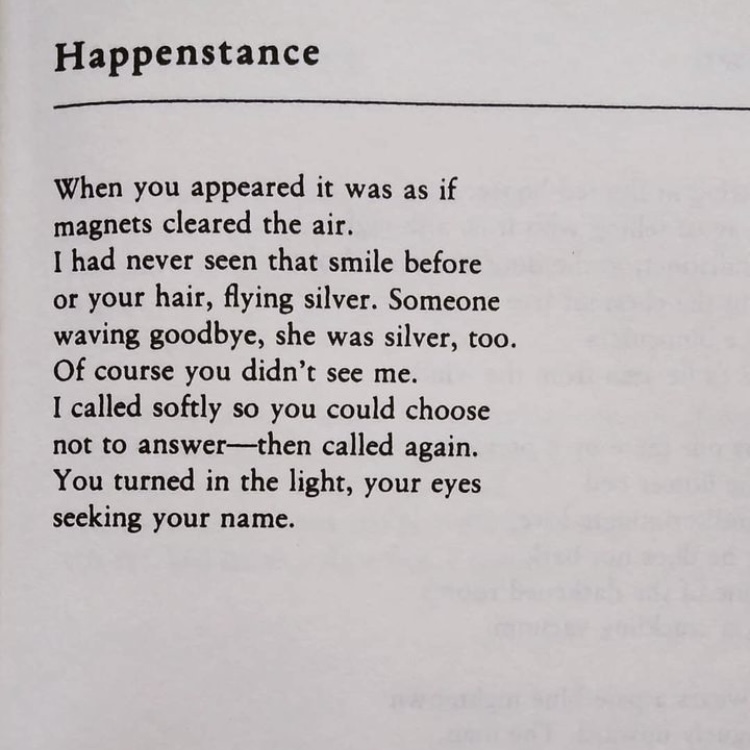 Happenstance
When you appeared it was as if
magnets cleared the air.
I had never seen that smile before
or your hair, flying silver. Someone
waving goodbye, she was silver, too.
Of course you didn't see me.
I called softly so you could choose
not to answer—then called again.
You turned in the light, your eyes
seeking your name.